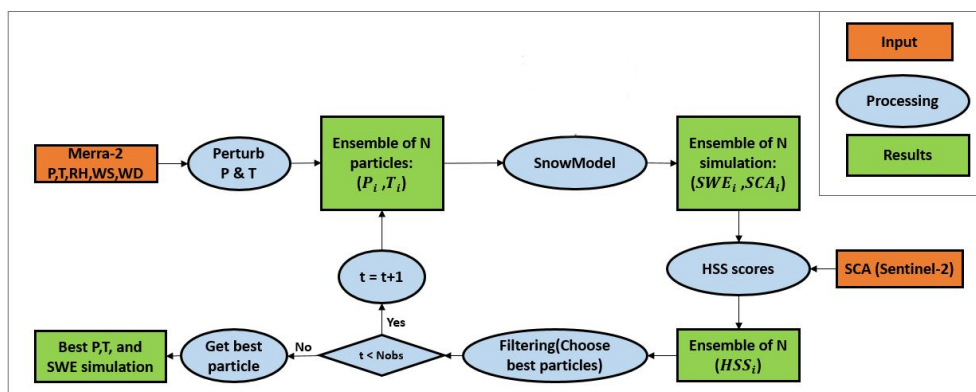 Input
Processing
Results
Merra-2
P,T,RH,WS,WD
Perturb
P & T
Ensemble of N
particles:
(P_i ,T_i)
SnowModel
Ensemble of N
simulation:
(SWE_i ,SCA_i)
HSS scores
SCA (Sentinel-2)
Ensemble of N
(HSS_i)
Filtering(Choose
best particles)
t < Nobs
Yes
t = t+1
No
Get best
particle
Best P,T, and
SWE simulation